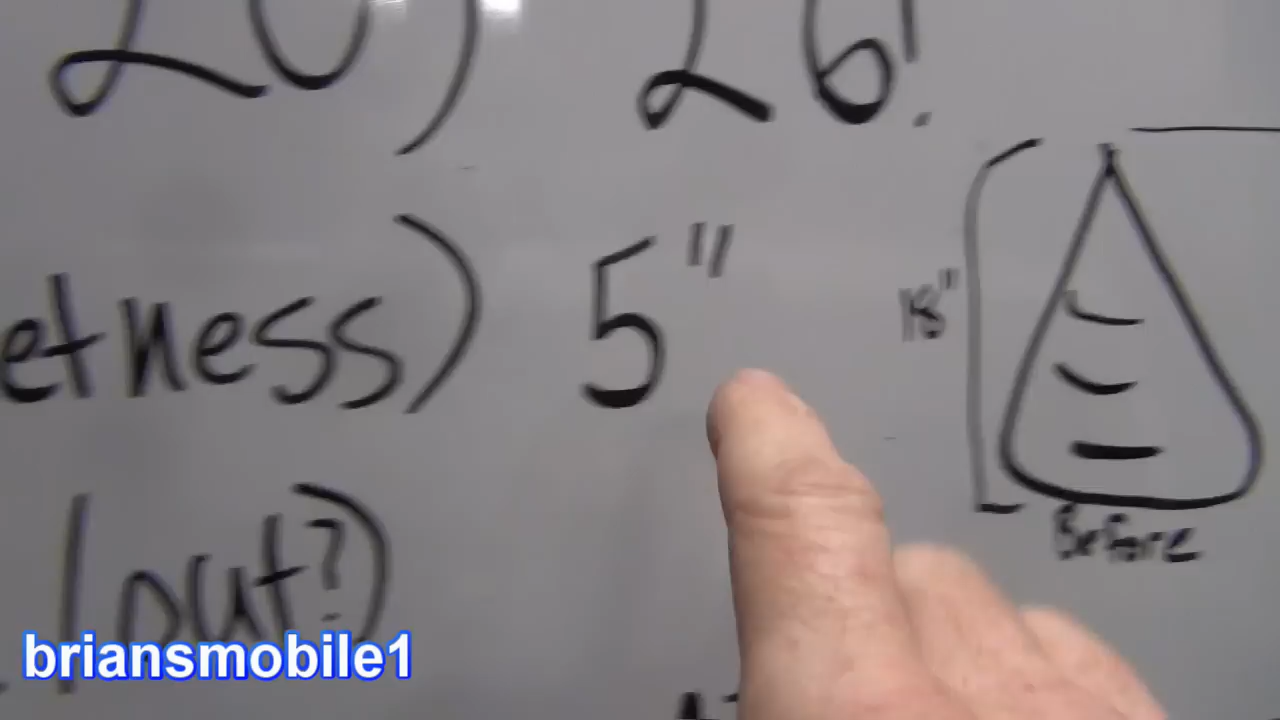 20) 26!
etness) 5"
18"
Before
/out?)
briansmobile1